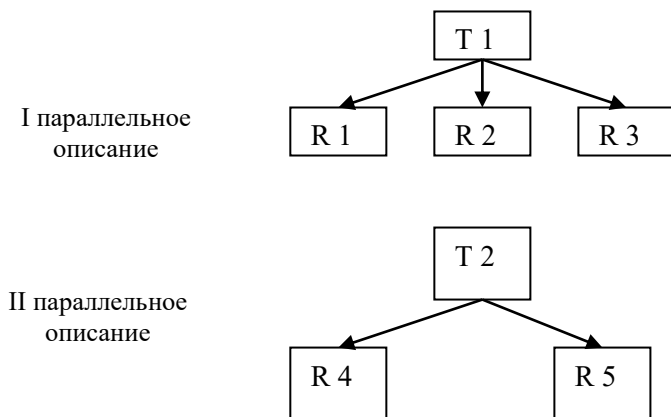 T 1
I параллельное
описание
R 1
R 2
R 3
T 2
II параллельное
описание
R 4
R 5